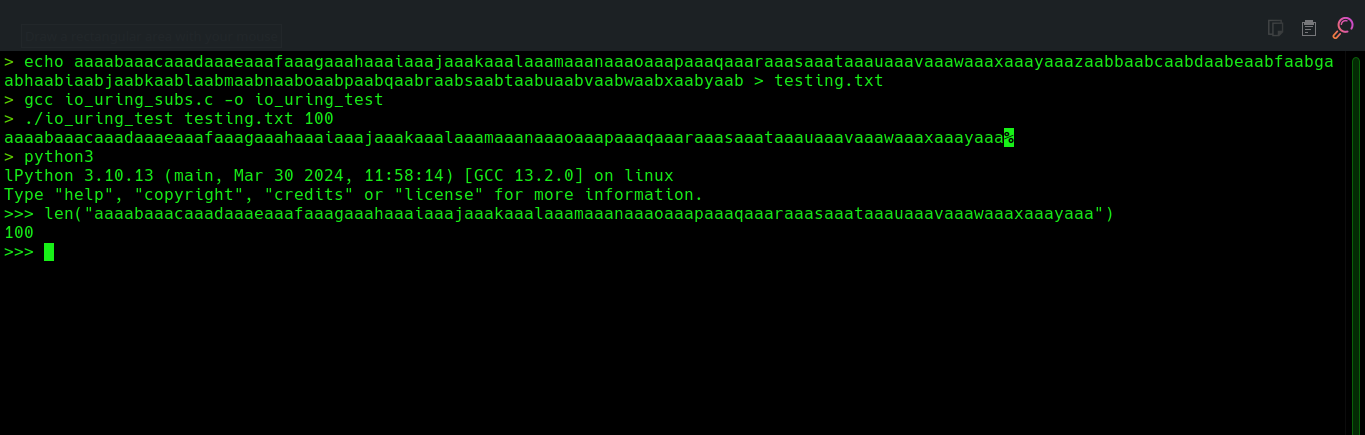 > echo aaaabaaacaaadaaaeaaafaaagaaahaaaiaaajaaakaaalaaamaaanaaaoaaapaaaqaaaraaasaaataaauaaavaaawaaaxaaayaaazaabbaabcaabdaabeaabfaabga
abhaabiaabjaabkaablaabmaabnaaboaabpaabqaabraabsaabtaabuaabvaabwaabxaabyaab > testing.txt
> gcc io_uring_subs.c -o io_uring_test
> ./io_uring_test testing.txt 100
aaaabaaacaaadaaaeaaafaaagaaahaaaiaaajaaakaaalaaamaaanaaaoaaapaaaqaaaraaasaaataaauaaavaaawaaaxaaayaaa%
> python3
lPython 3.10.13 (main, Mar 30 2024, 11:58:14) [GCC 13.2.0] on linux
Type "help", "copyright", "credits" or "license" for more information.
>>> len("aaaabaaacaaadaaaeaaafaaagaaahaaaiaaajaaakaaalaaamaaanaaaoaaapaaaqaaaraaasaaataaauaaavaaawaaaxaaayaaa")
100
>>>